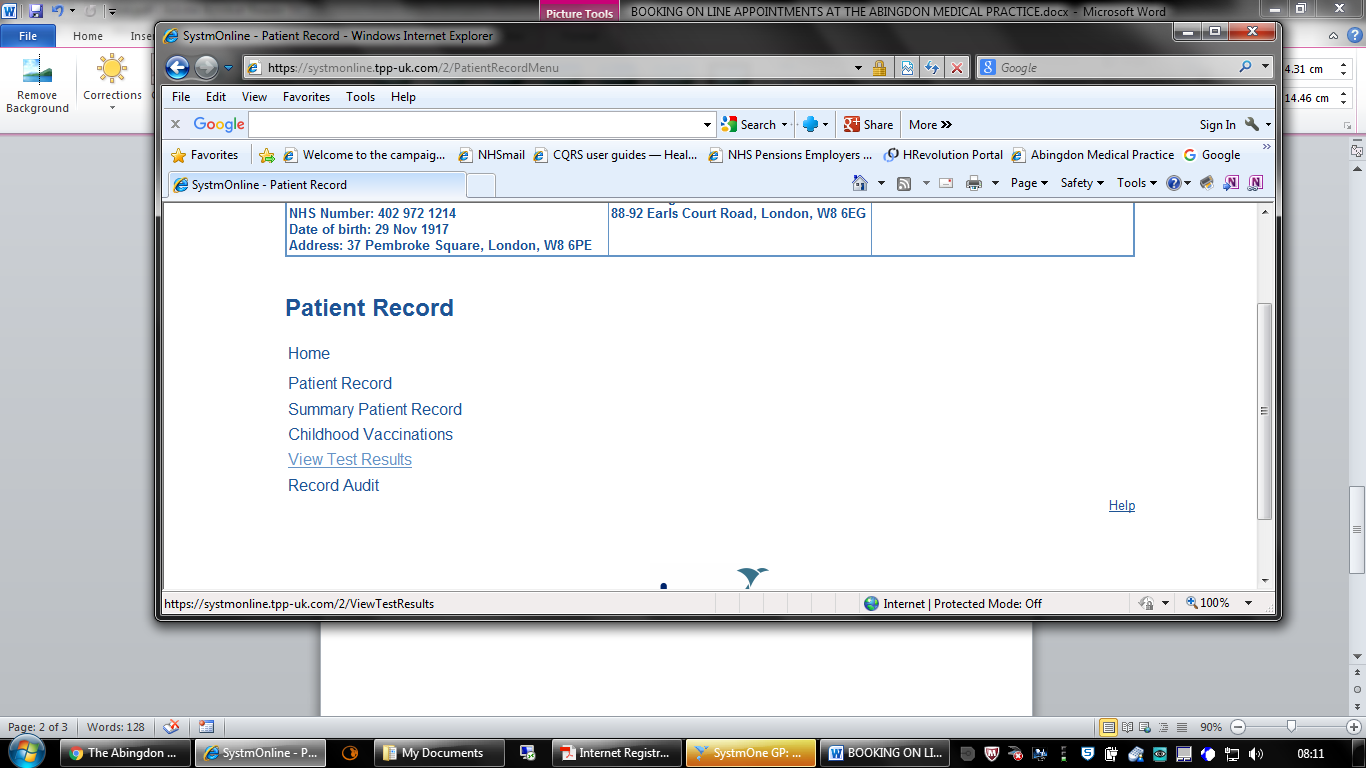 Picture Tools
BOOKING ON LINE APPOINTMENTS AT THE ABINGDON MEDICAL PRACTICE.docx - Microsoft Word
File Home
Remove Background
Corrections
4.31 cm
14.46 cm
SystmOnline - Patient Record - Windows Internet Explorer
https://systmonline.tpp-uk.com/2/PatientRecordMenu
Google
File Edit View Favorites Tools Help
x Google Search Share More Sign In
Favorites Welcome to the campaig... NHSmail CQRS user guides — Heal... NHS Pensions Employers ... HRevolution Portal Abingdon Medical Practice Google
SystmOnline - Patient Record
Page Safety Tools
NHS Number: 402 972 1214
Date of birth: 29 Nov 1917
Address: 37 Pembroke Square, London, W8 6PE
88-92 Earls Court Road, London, W8 6EG
Patient Record
Home
Patient Record
Summary Patient Record
Childhood Vaccinations
View Test Results
Record Audit
Help
https://systmonline.tpp-uk.com/2/ViewTestResults
Internet | Protected Mode: Off
100%
Page: 2 of 3 Words: 128
90%
The Abingdon ... SystmOnline - P... My Documents Internet Registr... SystmOne GP: ... BOOKING ON LI... 08:11